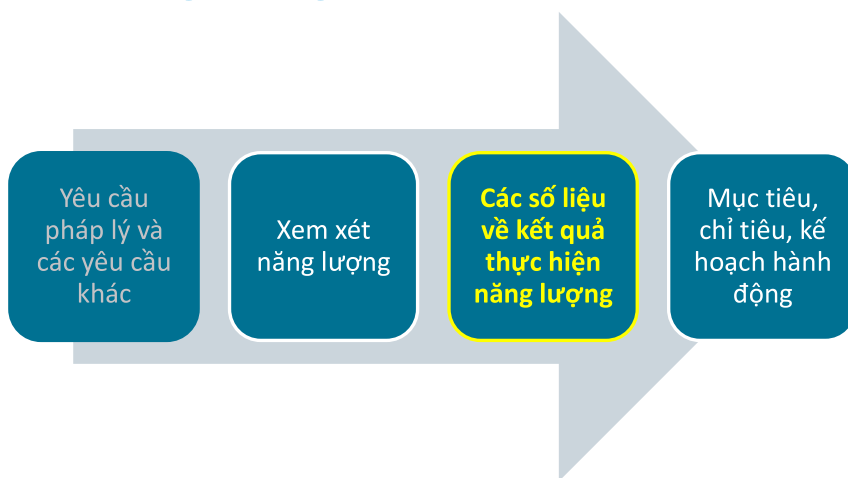 Yêu cầu
pháp lý và
các yêu cầu
khác
Xem xét
năng lượng
Các số liệu
về kết quả
thực hiện
năng lượng
Mục tiêu,
chỉ tiêu, kế
hoạch hành
động